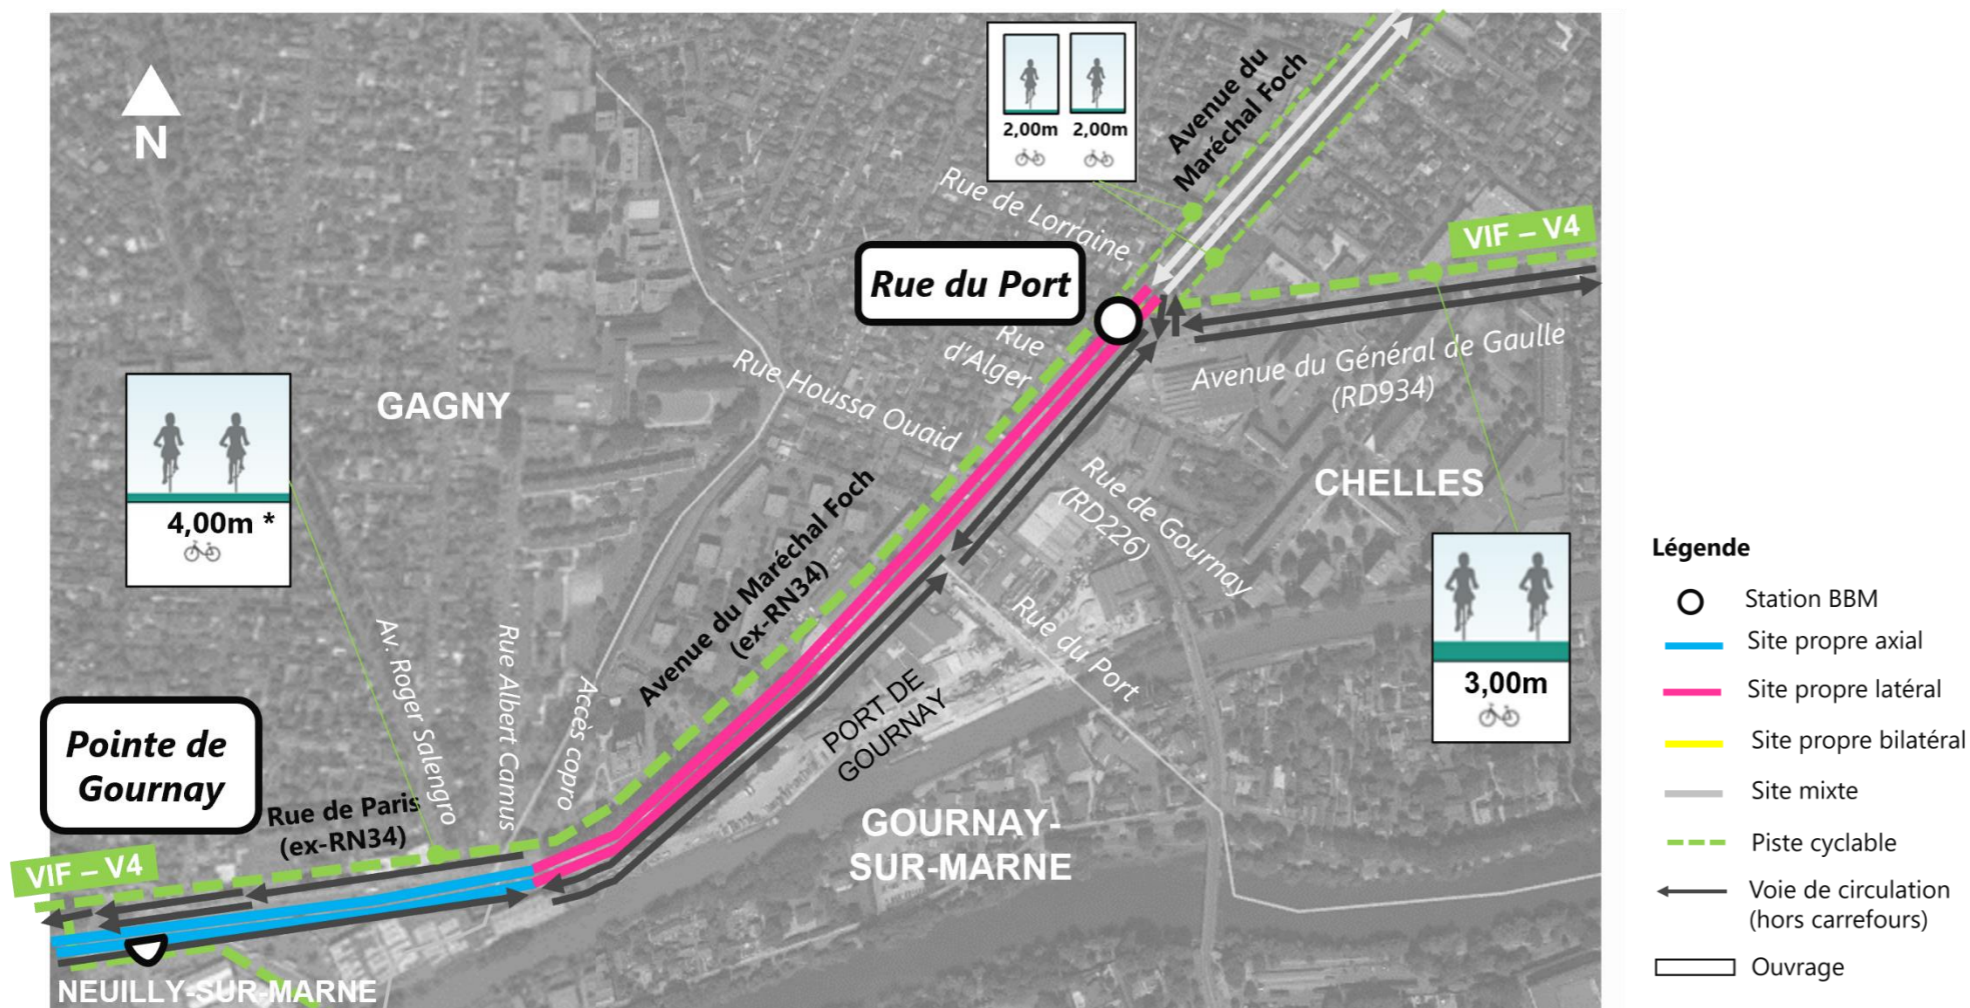 N
2,00m
2,00m
Avenue du
Maréchal Foch
Rue de Lorraine
VIF – V4
Rue du Port
Rue
d'Alger
Rue Houssa Ouaid
Avenue du Général de Gaulle
(RD934)
GAGNY
4,00m *
CHELLES
Rue de Gournay
(RD226)
Avenue du Maréchal Foch
(ex-RN34)
Rue du Port
3,00m
PORT DE
GOURNAY
Av. Roger Salengro
Rue Albert Camus
Accès copro
Pointe de
Gournay
Rue de Paris
(ex-RN34)
VIF – V4
GOURNAY-
SUR-MARNE
NEUILLY-SUR-MARNE
Légende
Station BBM
Site propre axial
Site propre latéral
Site propre bilatéral
Site mixte
Piste cyclable
Voie de circulation
(hors carrefours)
Ouvrage